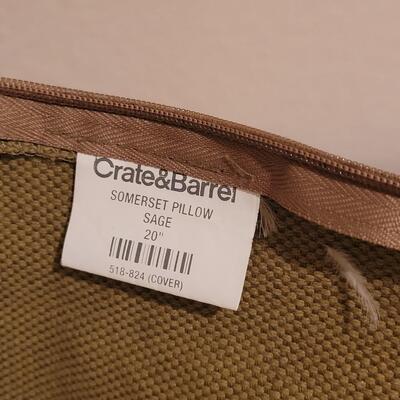 Crate&Barrel
SOMERSET PILLOW
SAGE
20"
518-824 (COVER)